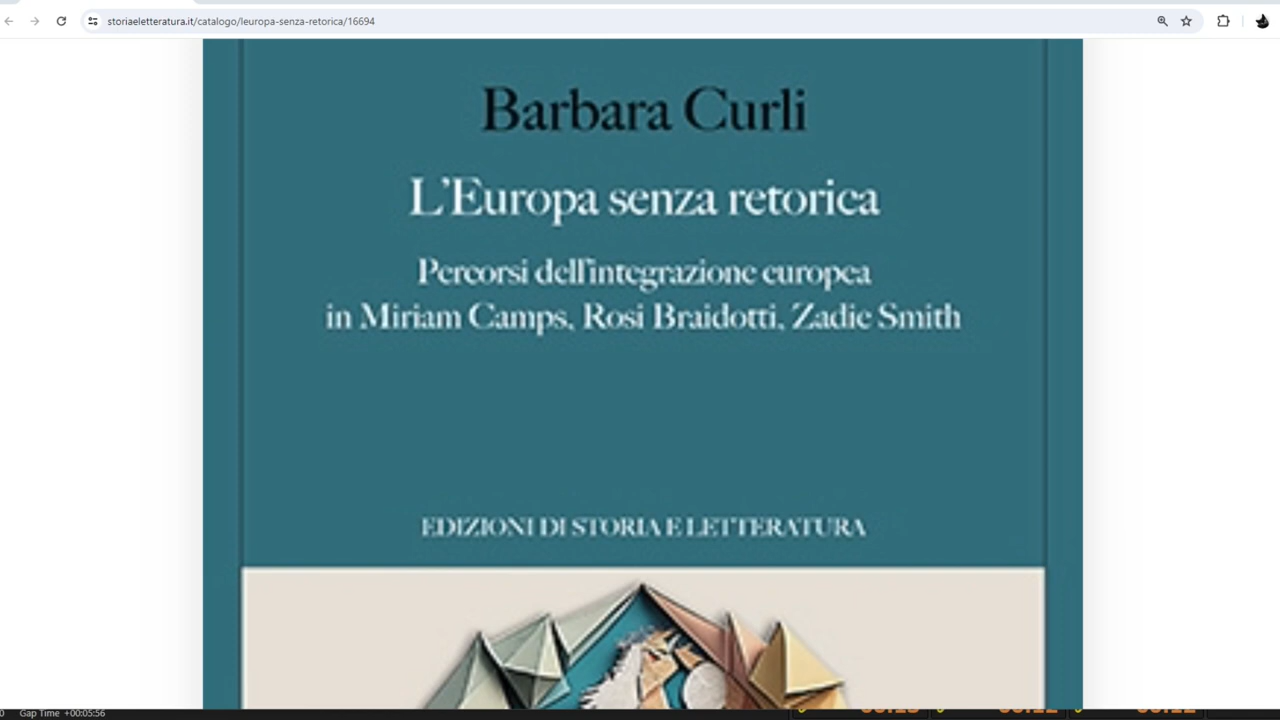 storiaeletteratura.it/catalogo/leuropa-senza-retorica/16694
Barbara Curli
L'Europa senza retorica
Percorsi dell'integrazione europea
in Miriam Camps, Rosi Braidotti, Zadie Smith
EDIZIONI DI STORIA E LETTERATURA
Gap Time +00:05:56